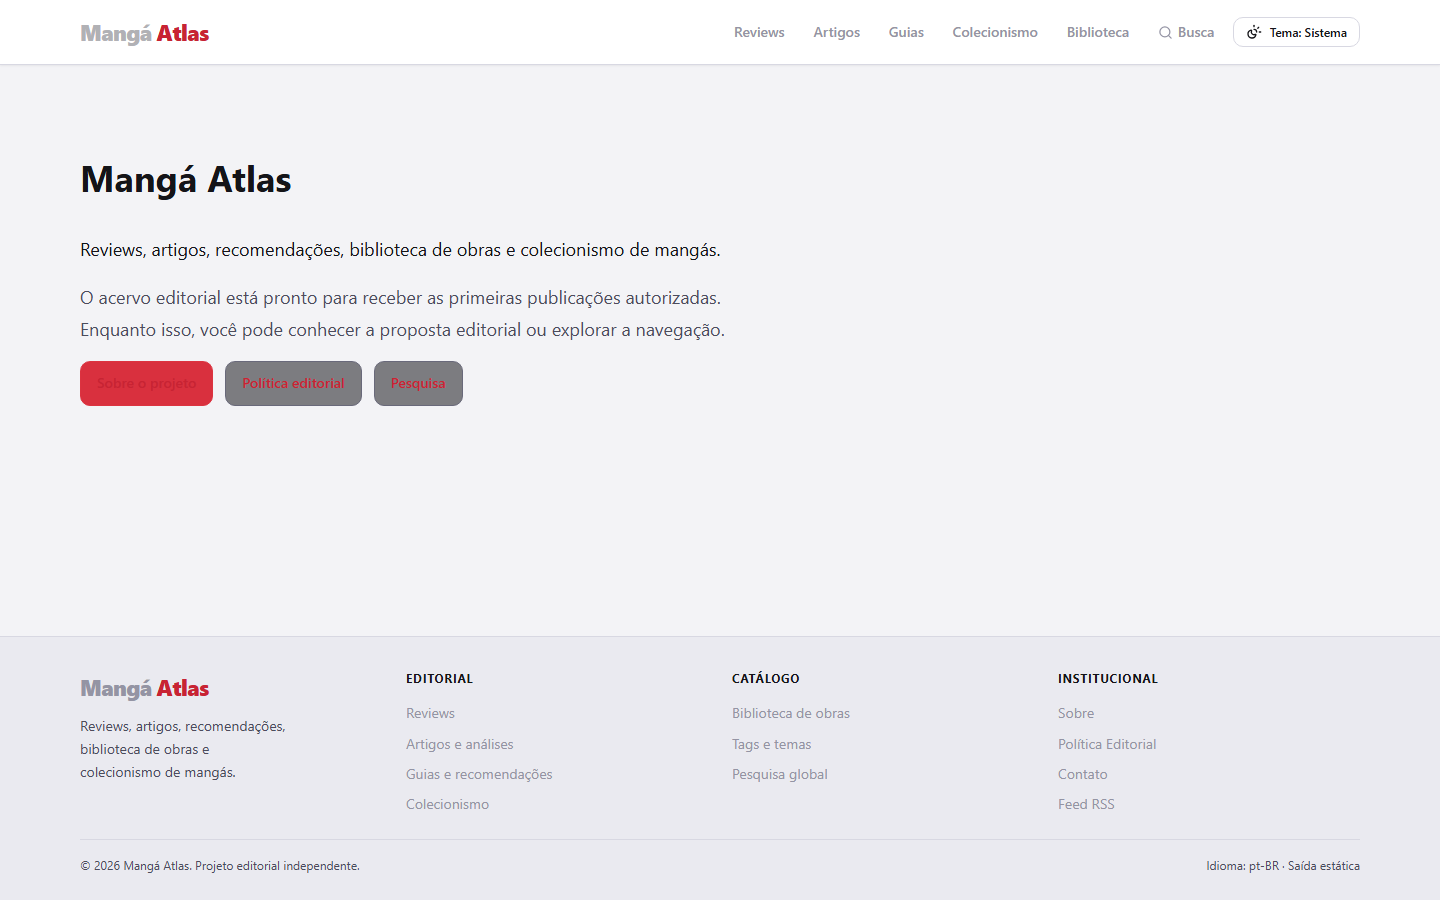 Mangá Atlas
Reviews
Artigos
Guias
Colecionismo
Biblioteca
Busca
Tema: Sistema
Mangá Atlas
Reviews, artigos, recomendações, biblioteca de obras e colecionismo de mangás.
O acervo editorial está pronto para receber as primeiras publicações autorizadas.
Enquanto isso, você pode conhecer a proposta editorial ou explorar a navegação.
Sobre o projeto
Política editorial
Pesquisa
Mangá Atlas
Reviews, artigos, recomendações,
biblioteca de obras e
colecionismo de mangás.
EDITORIAL
Reviews
Artigos e análises
Guias e recomendações
Colecionismo
CATÁLOGO
Biblioteca de obras
Tags e temas
Pesquisa global
INSTITUCIONAL
Sobre
Política Editorial
Contato
Feed RSS
© 2026 Mangá Atlas. Projeto editorial independente.
Idioma: pt-BR · Saída estática